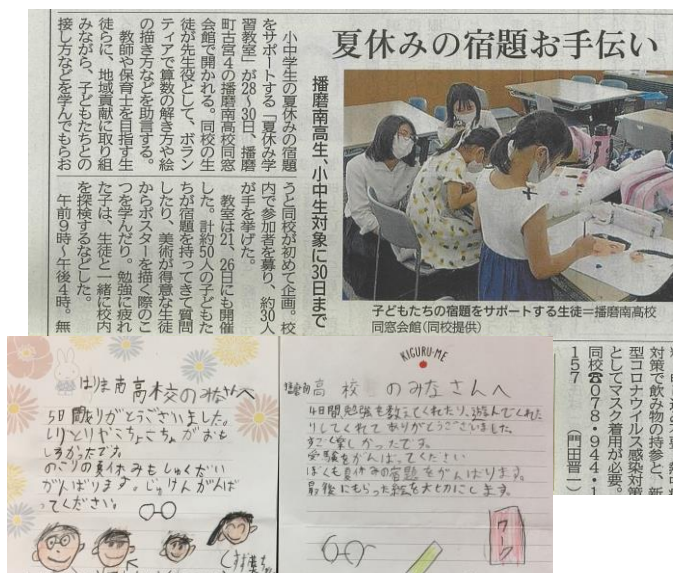 夏休みの宿題お手伝い
播磨南高生、小中生対象に30日まで
小中学生の夏休みの宿題
をサポートする「夏休み学
習教室」が28〜30日、播磨
町古宮4の播磨南高校同窓
会館で開かれる。同校の生
徒が先生役として、ボラン
ティアで算数の解き方や絵
の描き方などを助言する。
教師や保育士を目指す生
徒らに、地域貢献に取り組
みながら、子どもたちとの
接し方などを学んでもらお
うと同校が初めて企画。校
内で参加者を募り、約30人
が手を挙げた。
教室は21、26日にも開催
した。計約50人の子どもた
ちが宿題を持ってきて質問
したり、美術が得意な生徒
からポスターを描く際のこ
つを学んだり。勉強に疲れ
た子は、生徒と一緒に校内
を探検するなどした。
午前9時〜午後4時。無
子どもたちの宿題をサポートする生徒＝播磨南高校
同窓会館（同校提供）
対策で飲み物の持参と、新
型コロナウイルス感染対策
としてマスク着用が必要。
同校☎078・944・1
157 （門田晋一）
はりま南高校のみなさんへ
5日間ありがとうございました。
しりとりやこちょこちょがおも
しろかったです。
のこりの夏休みもしゅくだい
がんばります。じゅけんがんば
ってください。
KIGURU-ME
高校のみなさんへ
4日間勉強を教えてくれたり、遊んでくれた
りしてくれてありがとうございました。
すごく楽しかったです。
受験をがんばってください
ぼくも夏休みの宿題をがんばります。
最後にもらった絵を大切にします。
ワーク